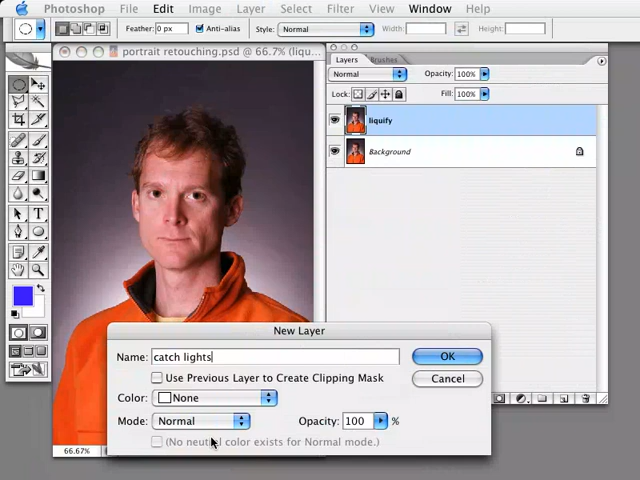 Photoshop File Edit Image Layer Select Filter View Window Help
Feather: 0 px Anti-alias Style: Normal Width: Height:
portrait retouching.psd @ 66.7% (liqu...
Layers Brushes
Normal Opacity: 100%
Lock: Fill: 100%
liquify
Background
T
New Layer
Name: catch lights OK
Use Previous Layer to Create Clipping Mask
Color: None Cancel
Mode: Normal Opacity: 100 %
(No neutral color exists for Normal mode.)
66.67%